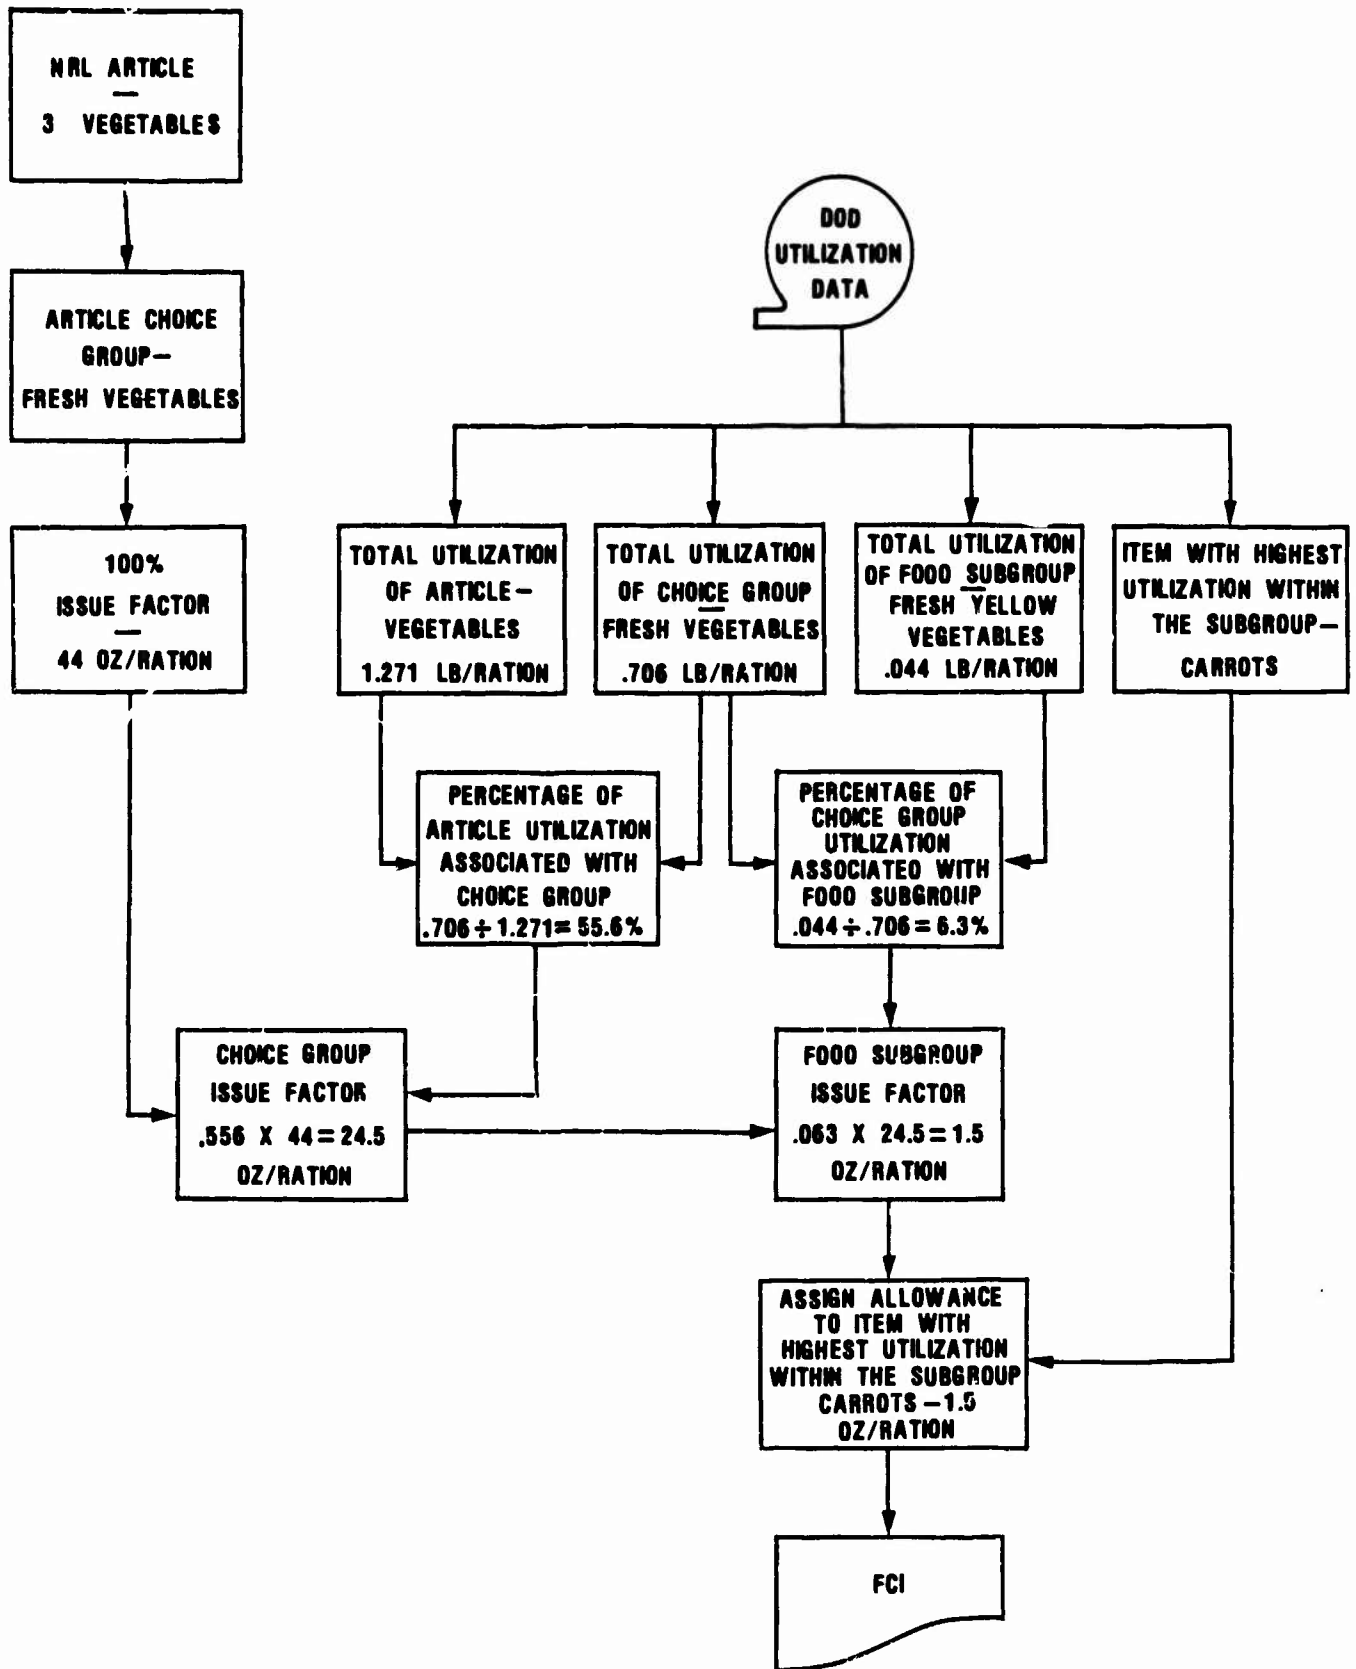 NRL ARTICLE
—
3 VEGETABLES
ARTICLE CHOICE
GROUP—
FRESH VEGETABLES
100%
ISSUE FACTOR
—
44 OZ/RATION
DOD
UTILIZATION
DATA
TOTAL UTILIZATION
OF ARTICLE—
VEGETABLES
1.271 LB/RATION
TOTAL UTILIZATION
OF CHOICE GROUP
—
FRESH VEGETABLES
.706 LB/RATION
TOTAL UTILIZATION
OF FOOD SUBGROUP
—
FRESH YELLOW
VEGETABLES
.044 LB/RATION
ITEM WITH HIGHEST
UTILIZATION WITHIN
THE SUBGROUP—
CARROTS
PERCENTAGE OF
ARTICLE UTILIZATION
ASSOCIATED WITH
CHOICE GROUP
.706÷1.271=55.6%
PERCENTAGE OF
CHOICE GROUP
UTILIZATION
ASSOCIATED WITH
FOOD SUBGROUP
.044÷.706=6.3%
CHOICE GROUP
ISSUE FACTOR
.556 X 44=24.5
OZ/RATION
FOOD SUBGROUP
ISSUE FACTOR
.063 X 24.5=1.5
OZ/RATION
ASSIGN ALLOWANCE
TO ITEM WITH
HIGHEST UTILIZATION
WITHIN THE SUBGROUP
CARROTS—1.5
OZ/RATION
FCI